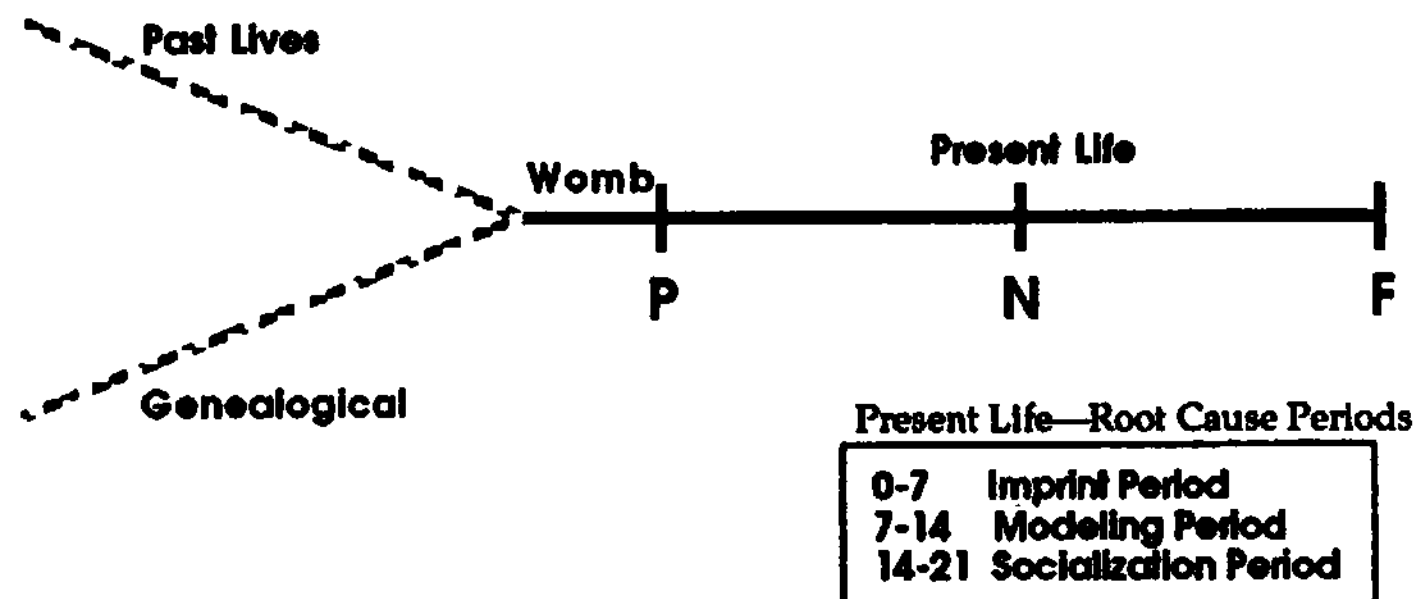 Past Lives
Present Life
Womb
P
N
F
Genealogical
Present Life—Root Cause Periods
0-7 Imprint Period
7-14 Modeling Period
14-21 Socialization Period